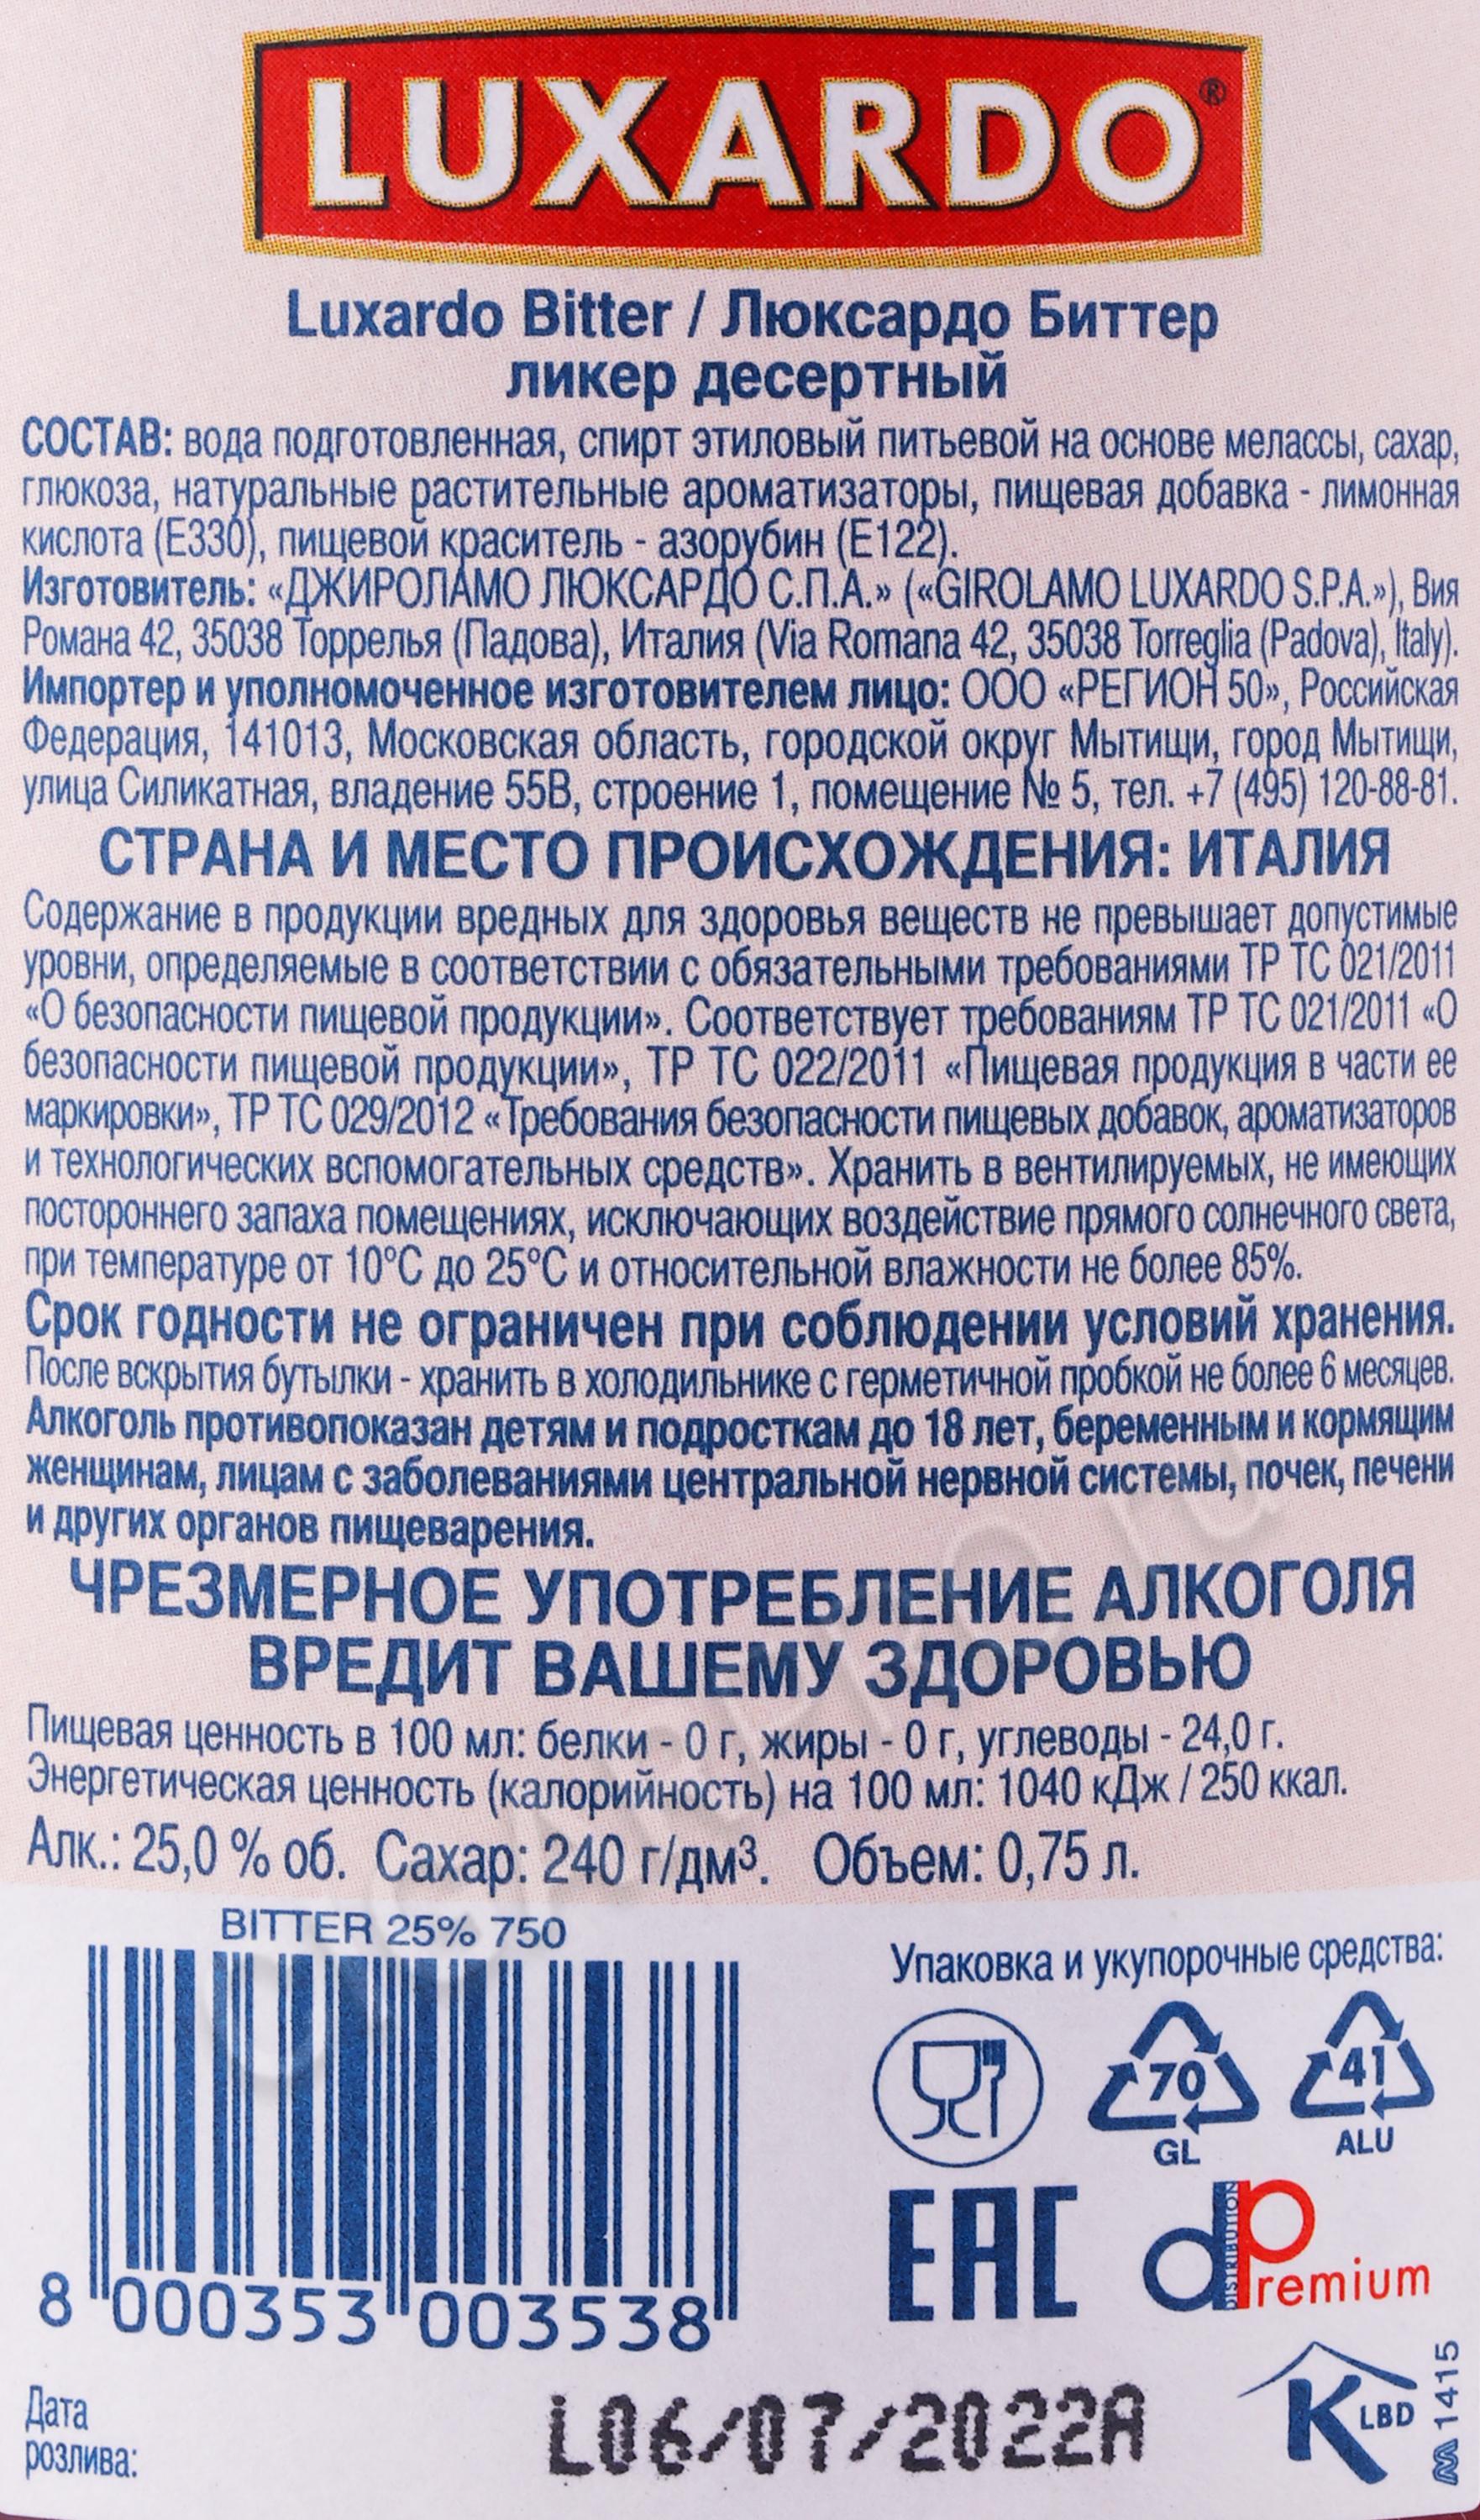 LUXARDO®
Luxardo Bitter / Люксардо Биттер
ликер десертный
СОСТАВ: вода подготовленная, спирт этиловый питьевой на основе мелассы, сахар,
глюкоза, натуральные растительные ароматизаторы, пищевая добавка - лимонная
кислота (Е330), пищевой краситель - азорубин (Е122).
Изготовитель: «ДЖИРОЛАМО ЛЮКСАРДО С.П.А.» («GIROLAMO LUXARDO S.P.A.»), Вия
Романа 42, 35038 Торрелья (Падова), Италия (Via Romana 42, 35038 Torreglia (Padova), Italy).
Импортер и уполномоченное изготовителем лицо: ООО «РЕГИОН 50», Российская
Федерация, 141013, Московская область, городской округ Мытищи, город Мытищи,
улица Силикатная, владение 55В, строение 1, помещение № 5, тел. +7 (495) 120-88-81.
СТРАНА И МЕСТО ПРОИСХОЖДЕНИЯ: ИТАЛИЯ
Содержание в продукции вредных для здоровья веществ не превышает допустимые
уровни, определяемые в соответствии с обязательными требованиями ТР ТС 021/2011
«О безопасности пищевой продукции». Соответствует требованиям ТР ТС 021/2011 «О
безопасности пищевой продукции», ТР ТС 022/2011 «Пищевая продукция в части ее
маркировки», ТР ТС 029/2012 «Требования безопасности пищевых добавок, ароматизаторов
и технологических вспомогательных средств». Хранить в вентилируемых, не имеющих
постороннего запаха помещениях, исключающих воздействие прямого солнечного света,
при температуре от 10°С до 25°С и относительной влажности не более 85%.
Срок годности не ограничен при соблюдении условий хранения.
После вскрытия бутылки - хранить в холодильнике с герметичной пробкой не более 6 месяцев.
Алкоголь противопоказан детям и подросткам до 18 лет, беременным и кормящим
женщинам, лицам с заболеваниями центральной нервной системы, почек, печени
и других органов пищеварения.
ЧРЕЗМЕРНОЕ УПОТРЕБЛЕНИЕ АЛКОГОЛЯ
ВРЕДИТ ВАШЕМУ ЗДОРОВЬЮ
Пищевая ценность в 100 мл: белки - 0 г, жиры - 0 г, углеводы - 24,0 г.
Энергетическая ценность (калорийность) на 100 мл: 1040 кДж / 250 ккал.
Алк.: 25,0 % об. Сахар: 240 г/дм³. Объем: 0,75 л.
BITTER 25% 750
Упаковка и укупорочные средства:
70 41
GL ALU
EAC
DISTRIBUTION
dPremium
8 000353 003538
Дата
розлива:
L06/07/2022A
K LBD
M 1415